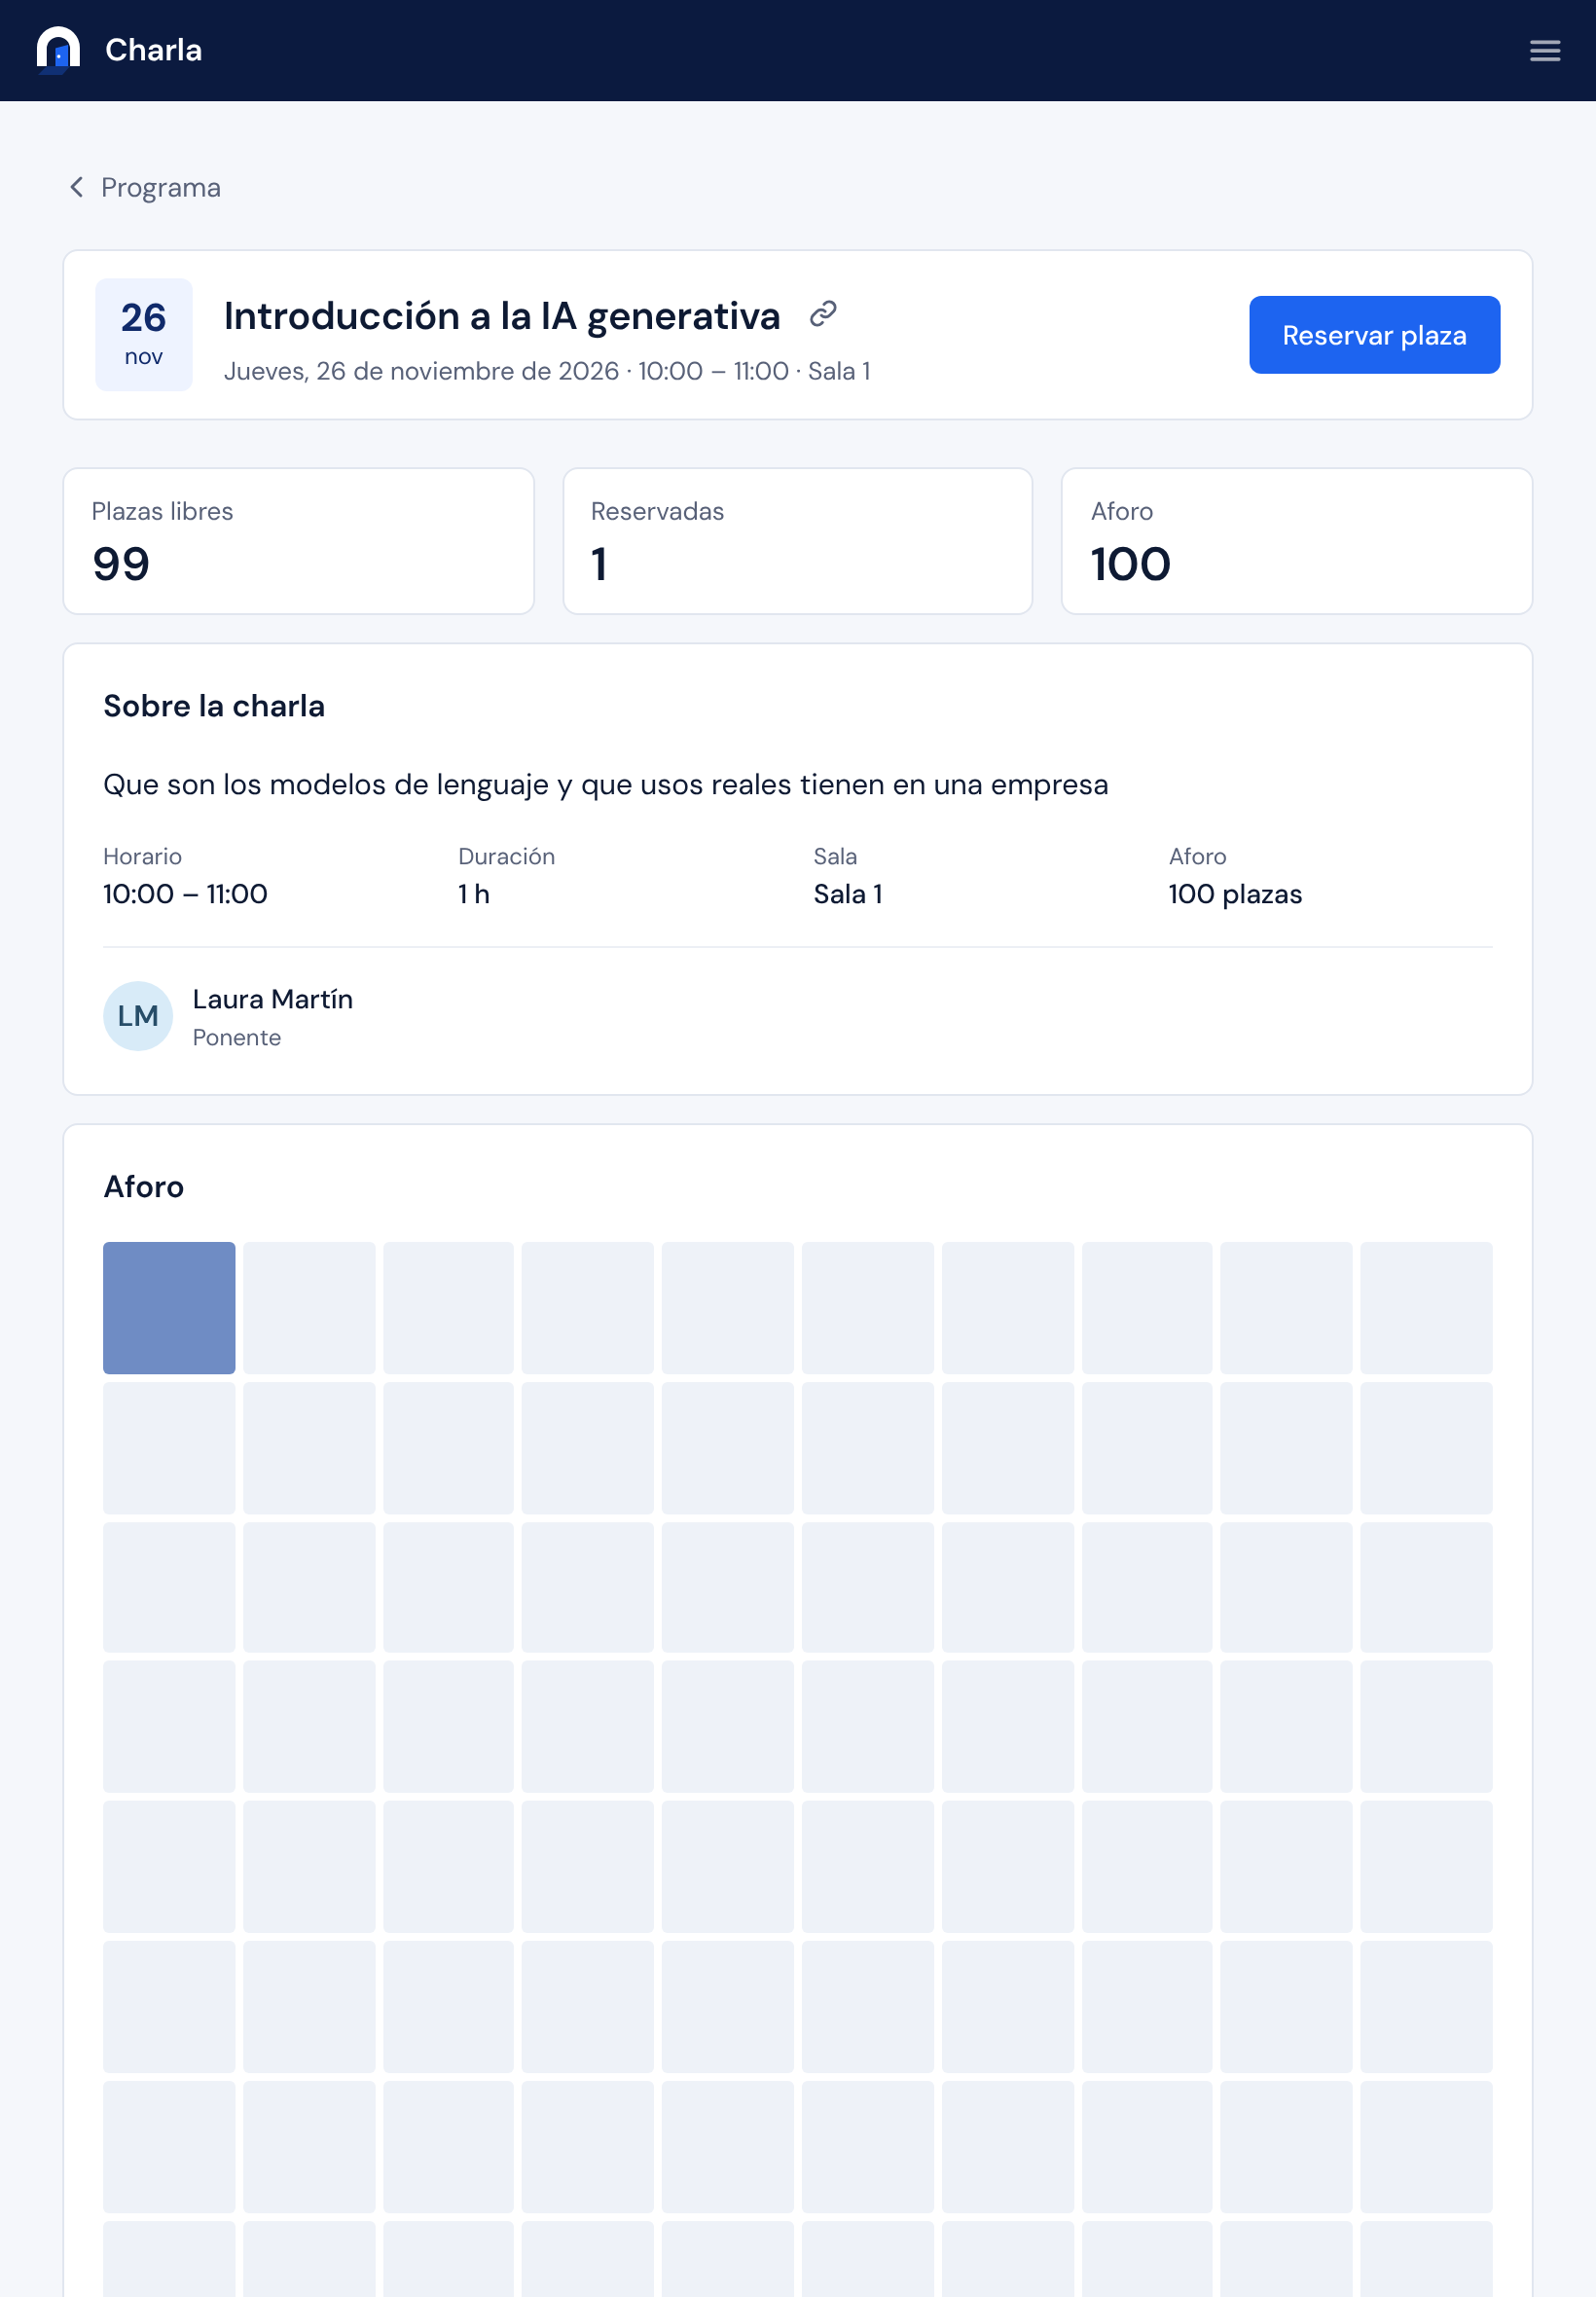 Charla
Programa
26
nov
Introducción a la IA generativa
Jueves, 26 de noviembre de 2026 · 10:00 – 11:00 · Sala 1
Reservar plaza
Plazas libres
99
Reservadas
1
Aforo
100
Sobre la charla
Que son los modelos de lenguaje y que usos reales tienen en una empresa
Horario
10:00 – 11:00
Duración
1 h
Sala
Sala 1
Aforo
100 plazas
LM
Laura Martín
Ponente
Aforo